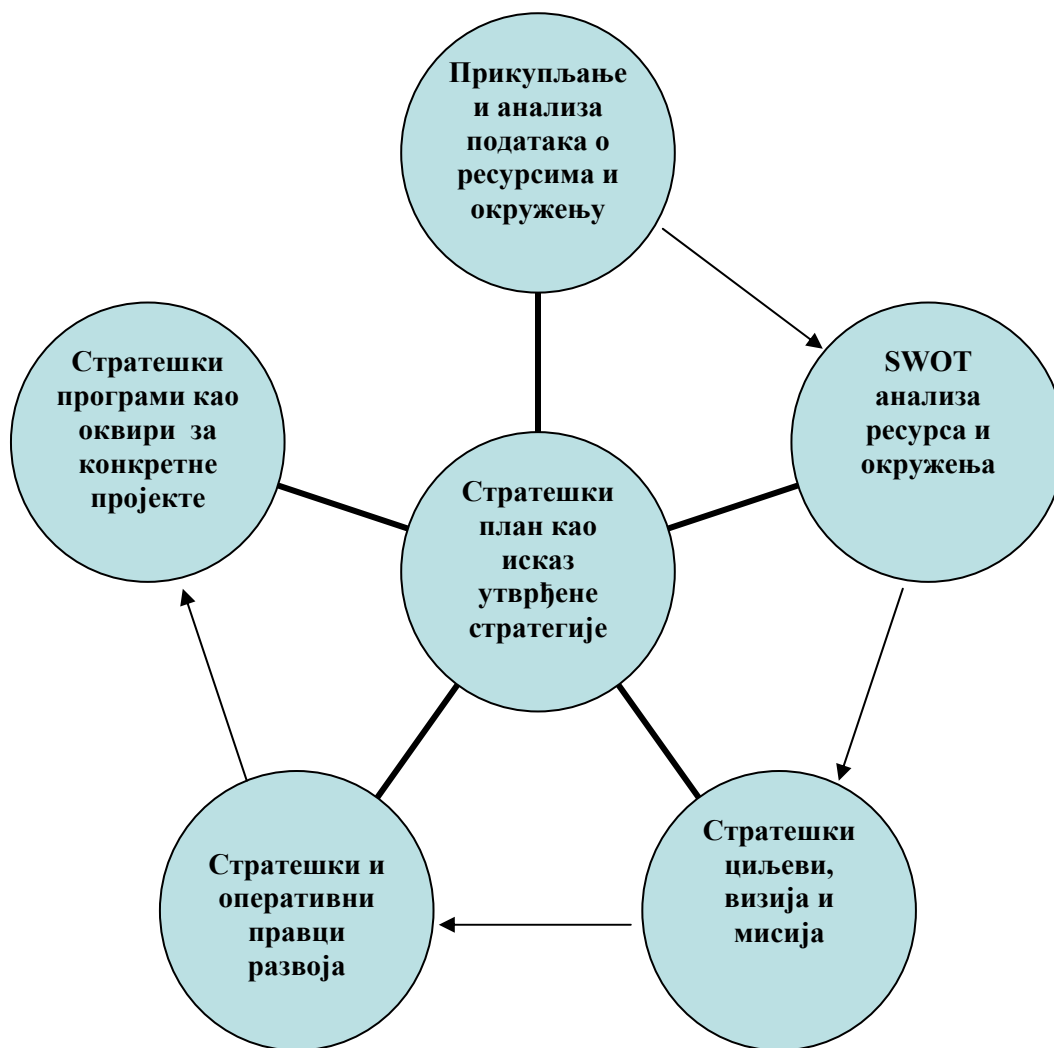 Прикупљање
и анализа
података о
ресурсима и
окружењу
Стратешки
програми као
оквири за
конкретне
пројекте
SWOT
анализа
ресурса и
окружења
Стратешки
план као
исказ
утврђене
стратегије
Стратешки и
оперативни
правци
развоја
Стратешки
циљеви,
визија и
мисија